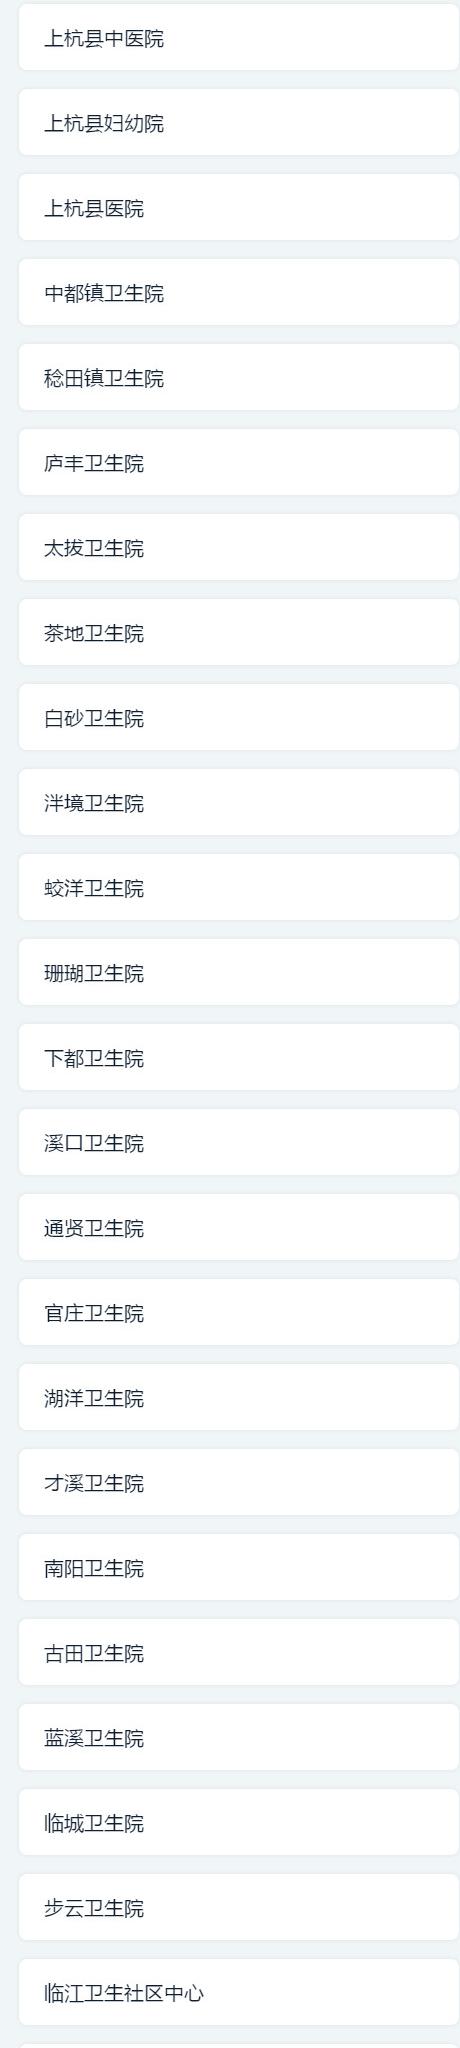 上杭县中医院
上杭县妇幼院
上杭县医院
中都镇卫生院
稔田镇卫生院
庐丰卫生院
太拔卫生院
茶地卫生院
白砂卫生院
泮境卫生院
蛟洋卫生院
珊瑚卫生院
下都卫生院
溪口卫生院
通贤卫生院
官庄卫生院
湖洋卫生院
才溪卫生院
南阳卫生院
古田卫生院
蓝溪卫生院
临城卫生院
步云卫生院
临江卫生社区中心